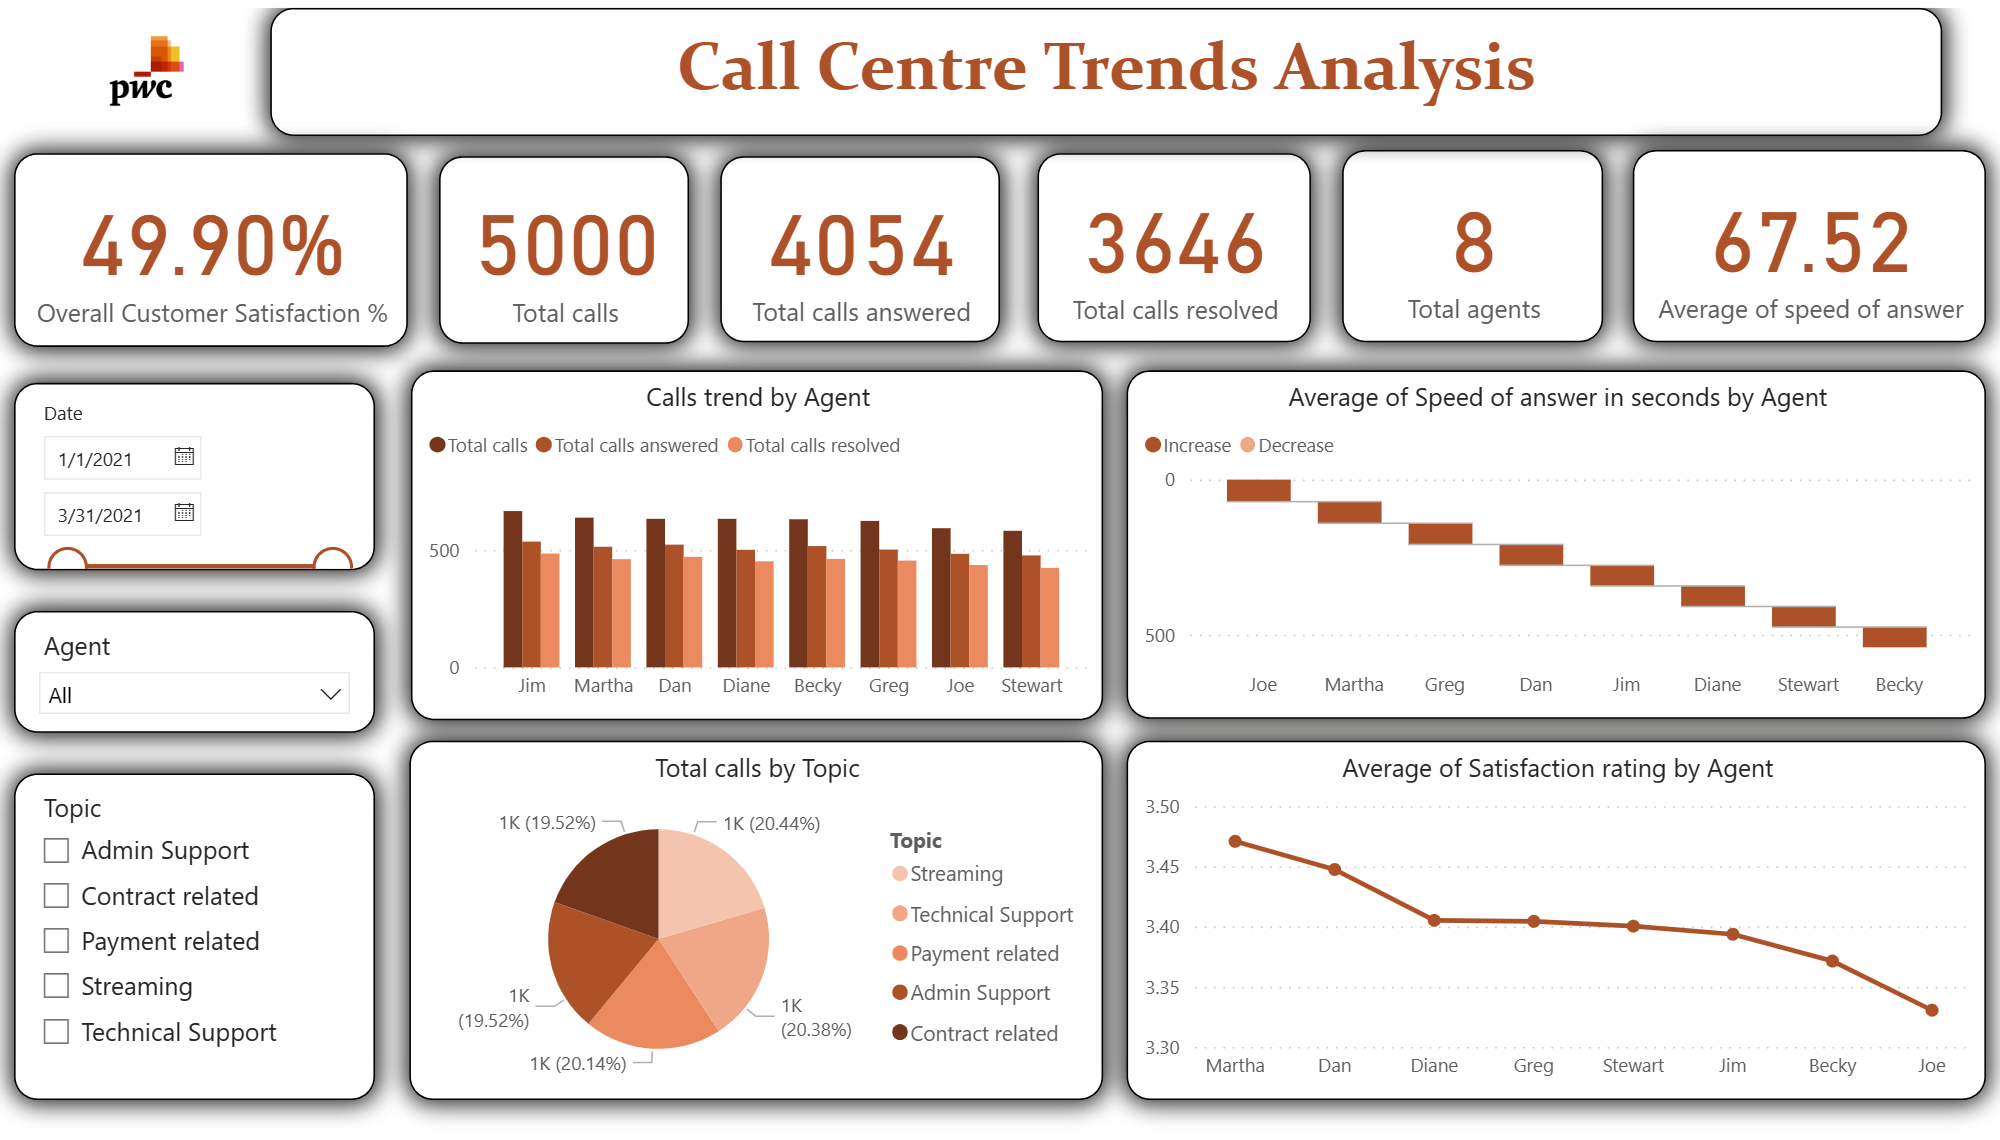 pwc
Call Centre Trends Analysis
49.90%
Overall Customer Satisfaction %
5000
Total calls
4054
Total calls answered
3646
Total calls resolved
8
Total agents
67.52
Average of speed of answer
Date
1/1/2021
3/31/2021
Agent
All
Topic
Admin Support
Contract related
Payment related
Streaming
Technical Support
Calls trend by Agent
Total calls Total calls answered Total calls resolved
500
0
Jim Martha Dan Diane Becky Greg Joe Stewart
Average of Speed of answer in seconds by Agent
Increase Decrease
0
500
Joe Martha Greg Dan Jim Diane Stewart Becky
Total calls by Topic
1K (19.52%)
1K (20.44%)
1K
(19.52%)
1K
(20.38%)
1K (20.14%)
Topic
Streaming
Technical Support
Payment related
Admin Support
Contract related
Average of Satisfaction rating by Agent
3.50
3.45
3.40
3.35
3.30
Martha Dan Diane Greg Stewart Jim Becky Joe